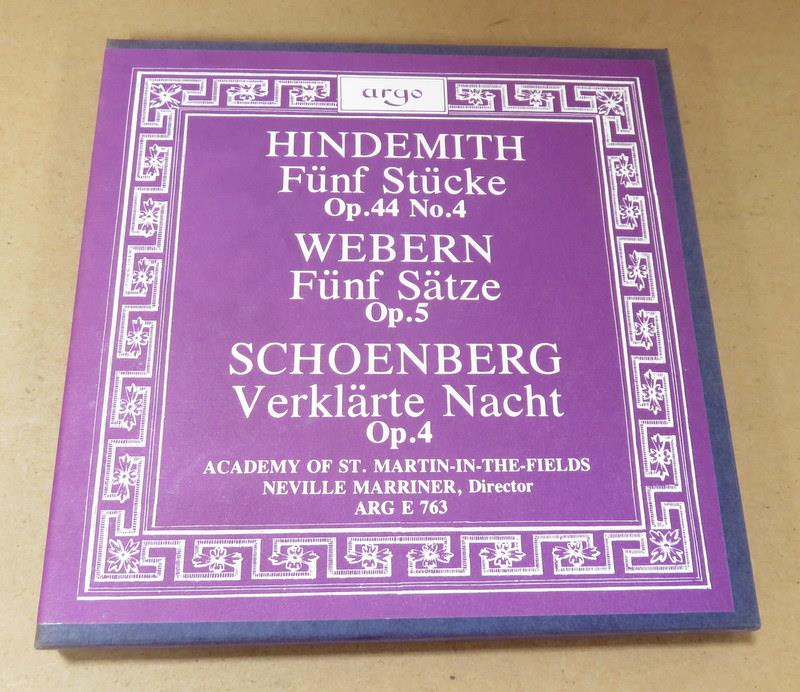 argo
HINDEMITH
Fünf Stücke
Op.44 No.4
WEBERN
Fünf Sätze
Op.5
SCHOENBERG
Verklärte Nacht
Op.4
ACADEMY OF ST. MARTIN-IN-THE-FIELDS
NEVILLE MARRINER, Director
ARG E 763